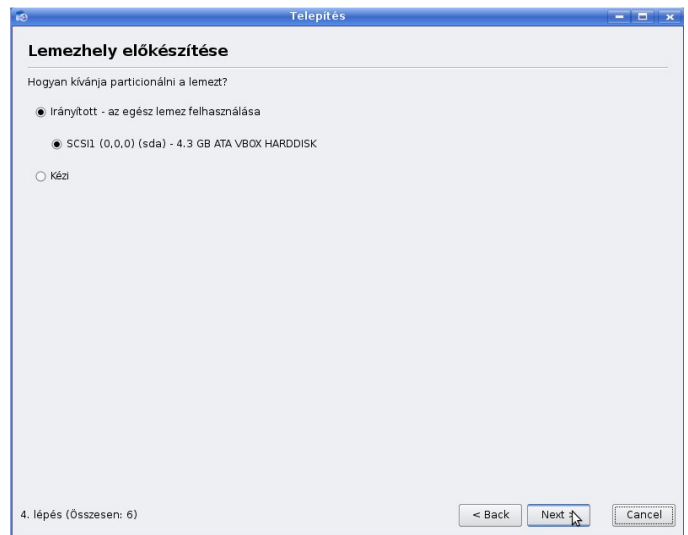 Telepítés
Lemezhely előkészítése
Hogyan kívánja particionálni a lemezt?
Irányított - az egész lemez felhasználása
SCSI1 (0,0,0) (sda) - 4.3 GB ATA VBOX HARDDISK
Kézi
4. lépés (Összesen: 6)
< Back
Next >
Cancel